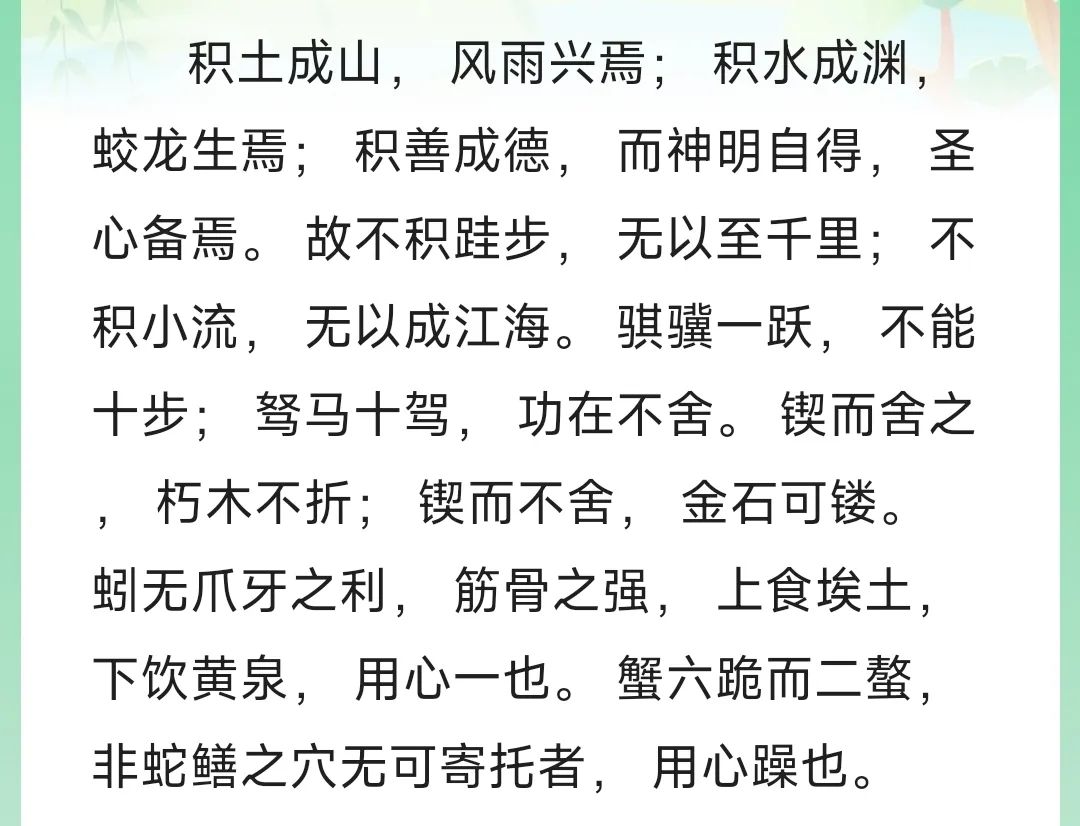 积土成山，风雨兴焉；积水成渊，
蛟龙生焉；积善成德，而神明自得，圣
心备焉。故不积跬步，无以至千里；不
积小流，无以成江海。骐骥一跃，不能
十步；驽马十驾，功在不舍。锲而舍之
，朽木不折；锲而不舍，金石可镂。
蚓无爪牙之利，筋骨之强，上食埃土，
下饮黄泉，用心一也。蟹六跪而二螯，
非蛇鳝之穴无可寄托者，用心躁也。